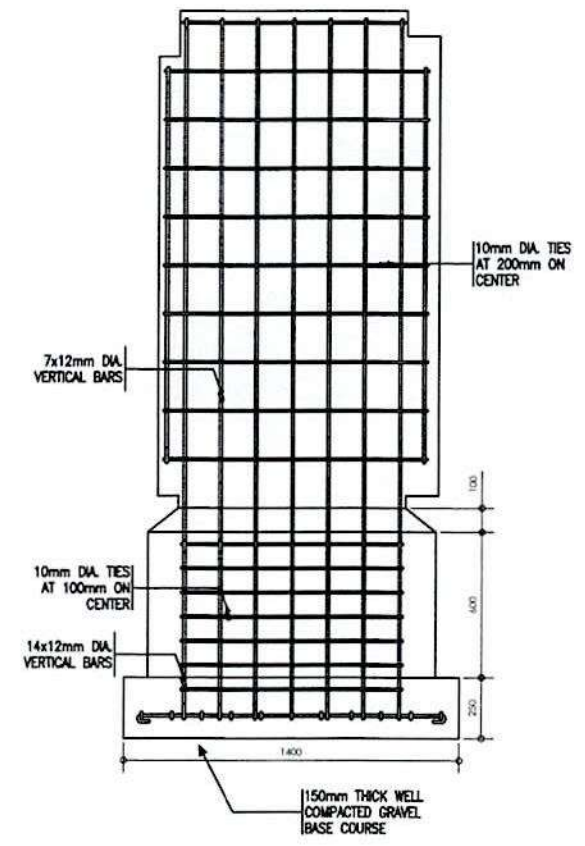 10mm DIA. TIES
AT 200mm ON
CENTER
7x12mm DIA.
VERTICAL BARS
100
10mm DIA. TIES
AT 100mm ON
CENTER
600
14x12mm DIA.
VERTICAL BARS
250
1400
150mm THICK WELL
COMPACTED GRAVEL
BASE COURSE